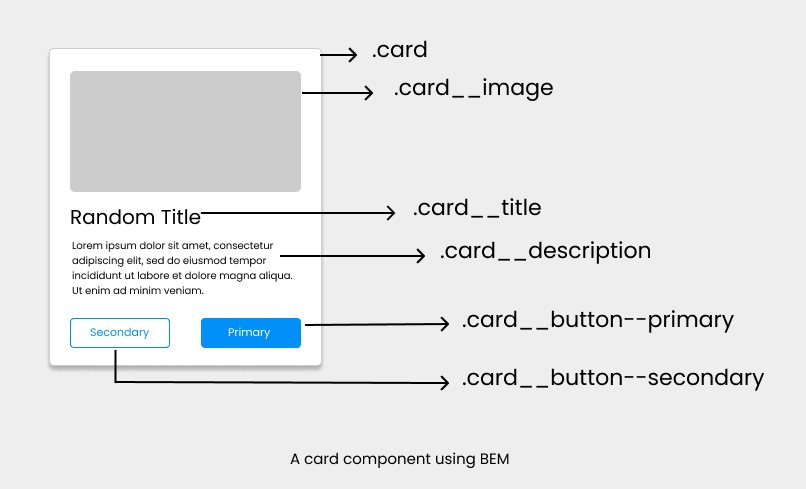 .card
.card__image
Random Title
.card__title
Lorem ipsum dolor sit amet, consectetur
adipiscing elit, sed do eiusmod tempor
incididunt ut labore et dolore magna aliqua.
Ut enim ad minim veniam.
.card__description
Secondary
Primary
.card__button--primary
.card__button--secondary
A card component using BEM